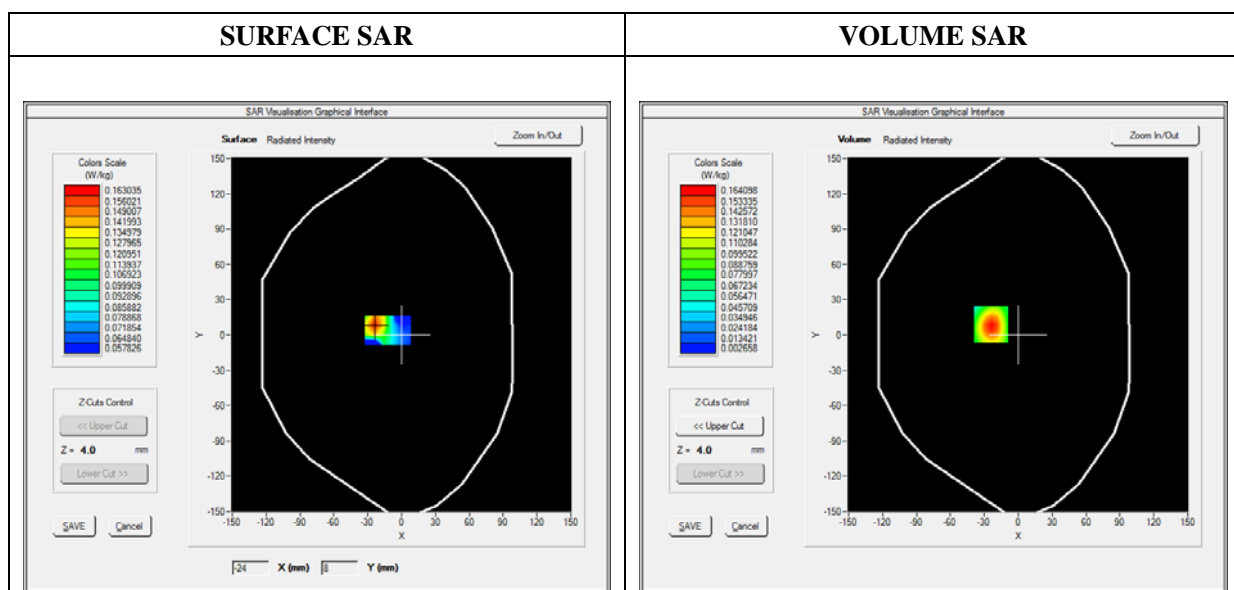 SURFACE SAR
VOLUME SAR
SAR Visualisation Graphical Interface
Surface Radiated Intensity
Zoom In/Out
Colors Scale
(W/kg)
0.163035
0.156021
0.149007
0.141993
0.134979
0.127965
0.120951
0.113937
0.106923
0.099909
0.092896
0.085882
0.078868
0.071854
0.064840
0.057826
Z-Cuts Control
<< Upper Cut
Z = 4.0 mm
Lower Cut >>
SAVE Cancel
150
120
90
60
30
0
-30
-60
-90
-120
-150
Y
-150 -120 -90 -60 -30 0 30 60 90 120 150
X
-24 X (mm) 8 Y (mm)
SAR Visualisation Graphical Interface
Volume Radiated Intensity
Zoom In/Out
Colors Scale
(W/kg)
0.164098
0.153335
0.142572
0.131810
0.121047
0.110284
0.099522
0.088759
0.077997
0.067234
0.056471
0.045709
0.034946
0.024184
0.013421
0.002658
Z-Cuts Control
<< Upper Cut
Z = 4.0 mm
Lower Cut >>
SAVE Cancel
150
120
90
60
30
0
-30
-60
-90
-120
-150
Y
-150 -120 -90 -60 -30 0 30 60 90 120 150
X